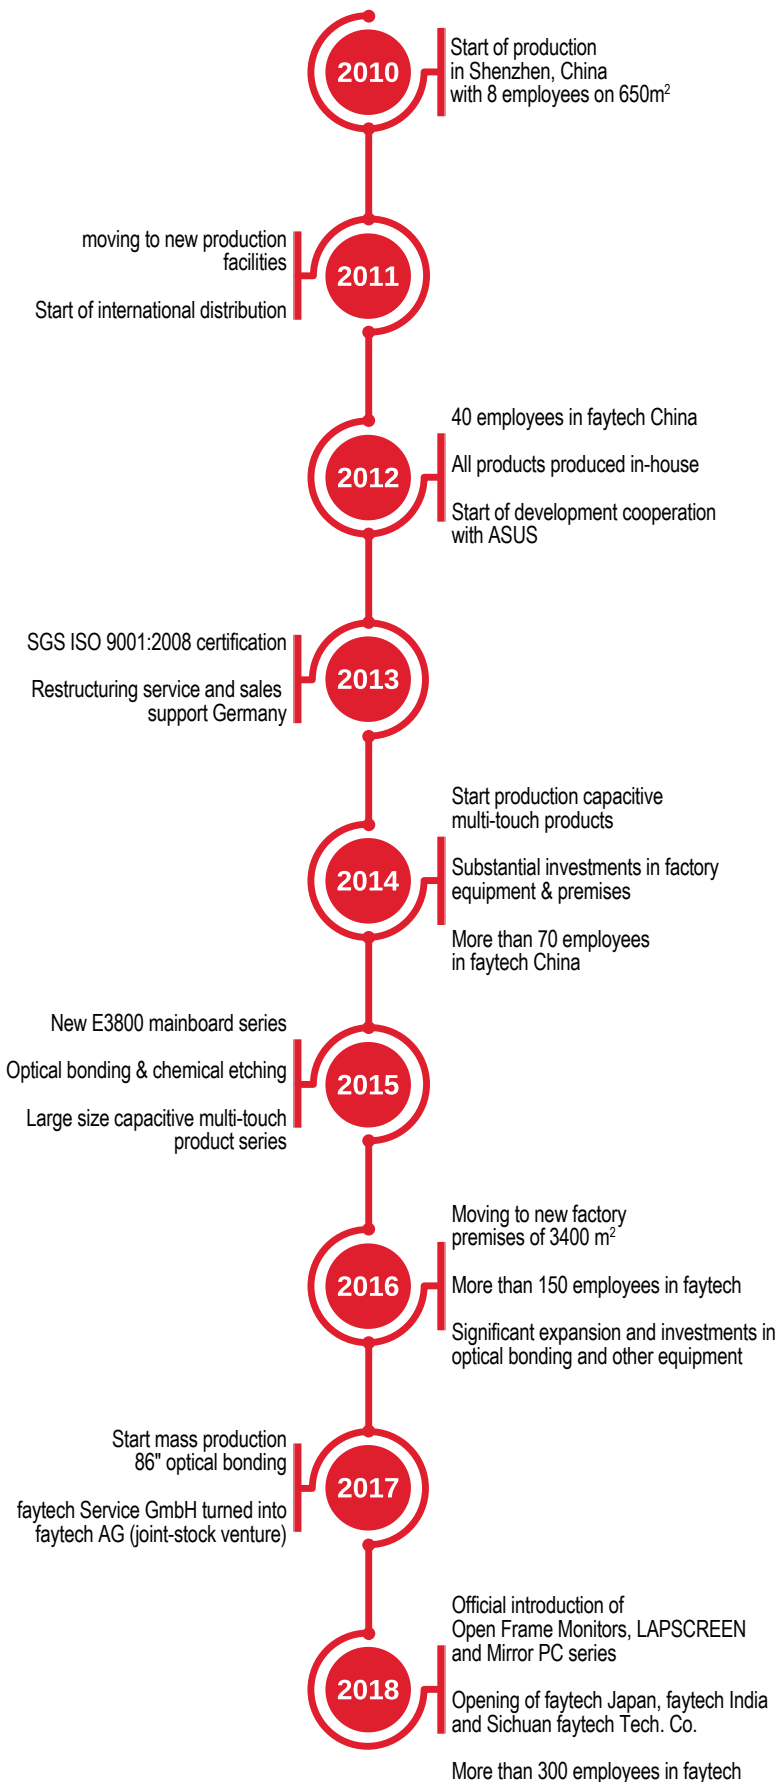 2010
Start of production
in Shenzhen, China
with 8 employees on 650m²
2011
moving to new production
facilities
Start of international distribution
2012
40 employees in faytech China
All products produced in-house
Start of development cooperation
with ASUS
2013
SGS ISO 9001:2008 certification
Restructuring service and sales
support Germany
2014
Start production capacitive
multi-touch products
Substantial investments in factory
equipment & premises
More than 70 employees
in faytech China
2015
New E3800 mainboard series
Optical bonding & chemical etching
Large size capacitive multi-touch
product series
2016
Moving to new factory
premises of 3400 m²
More than 150 employees in faytech
Significant expansion and investments in
optical bonding and other equipment
2017
Start mass production
86" optical bonding
faytech Service GmbH turned into
faytech AG (joint-stock venture)
2018
Official introduction of
Open Frame Monitors, LAPSCREEN
and Mirror PC series
Opening of faytech Japan, faytech India
and Sichuan faytech Tech. Co.
More than 300 employees in faytech